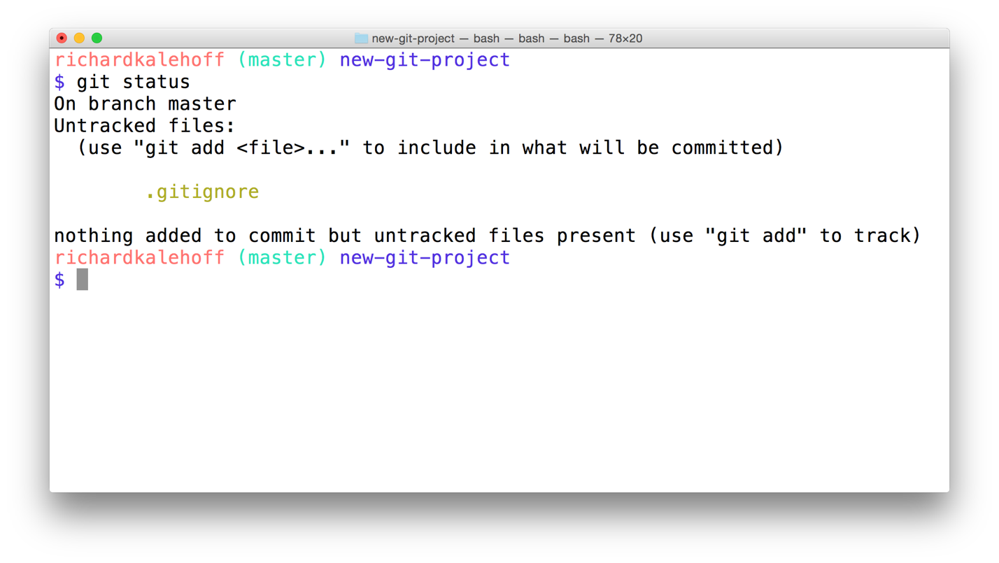 new-git-project — bash — bash — bash — 78×20
richardkalehoff (master) new-git-project
$ git status
On branch master
Untracked files:
  (use "git add <file>..." to include in what will be committed)

        .gitignore

nothing added to commit but untracked files present (use "git add" to track)
richardkalehoff (master) new-git-project
$